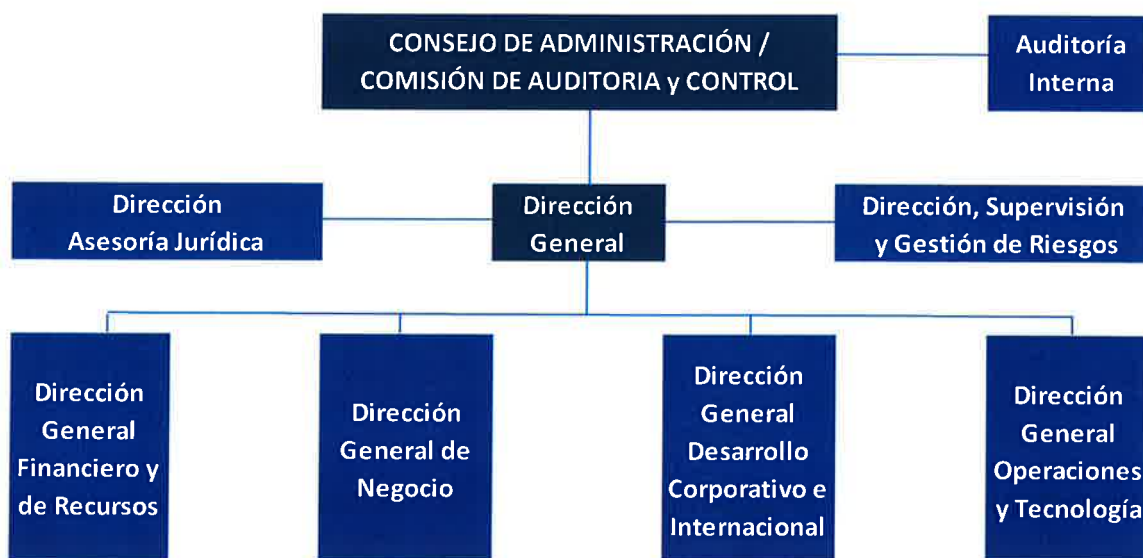 CONSEJO DE ADMINISTRACIÓN /
COMISIÓN DE AUDITORIA y CONTROL
Auditoría
Interna
Dirección
Asesoría Jurídica
Dirección
General
Dirección, Supervisión
y Gestión de Riesgos
Dirección
General
Financiero y
de Recursos
Dirección
General de
Negocio
Dirección
General
Desarrollo
Corporativo e
Internacional
Dirección
General
Operaciones
y Tecnología